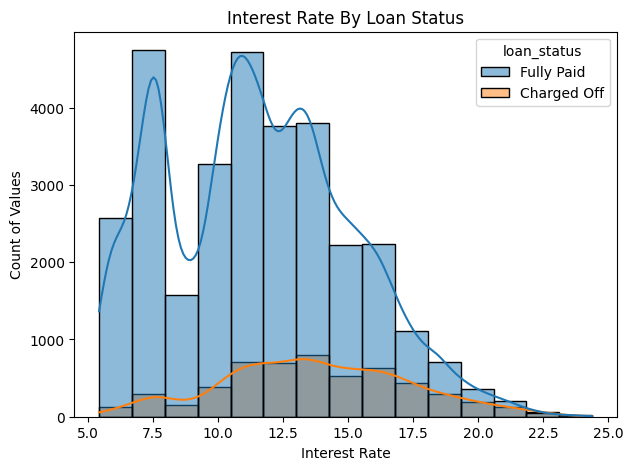 Interest Rate By Loan Status
loan_status
Fully Paid
Charged Off
Count of Values
4000
3000
2000
1000
0
5.0 7.5 10.0 12.5 15.0 17.5 20.0 22.5 25.0
Interest Rate